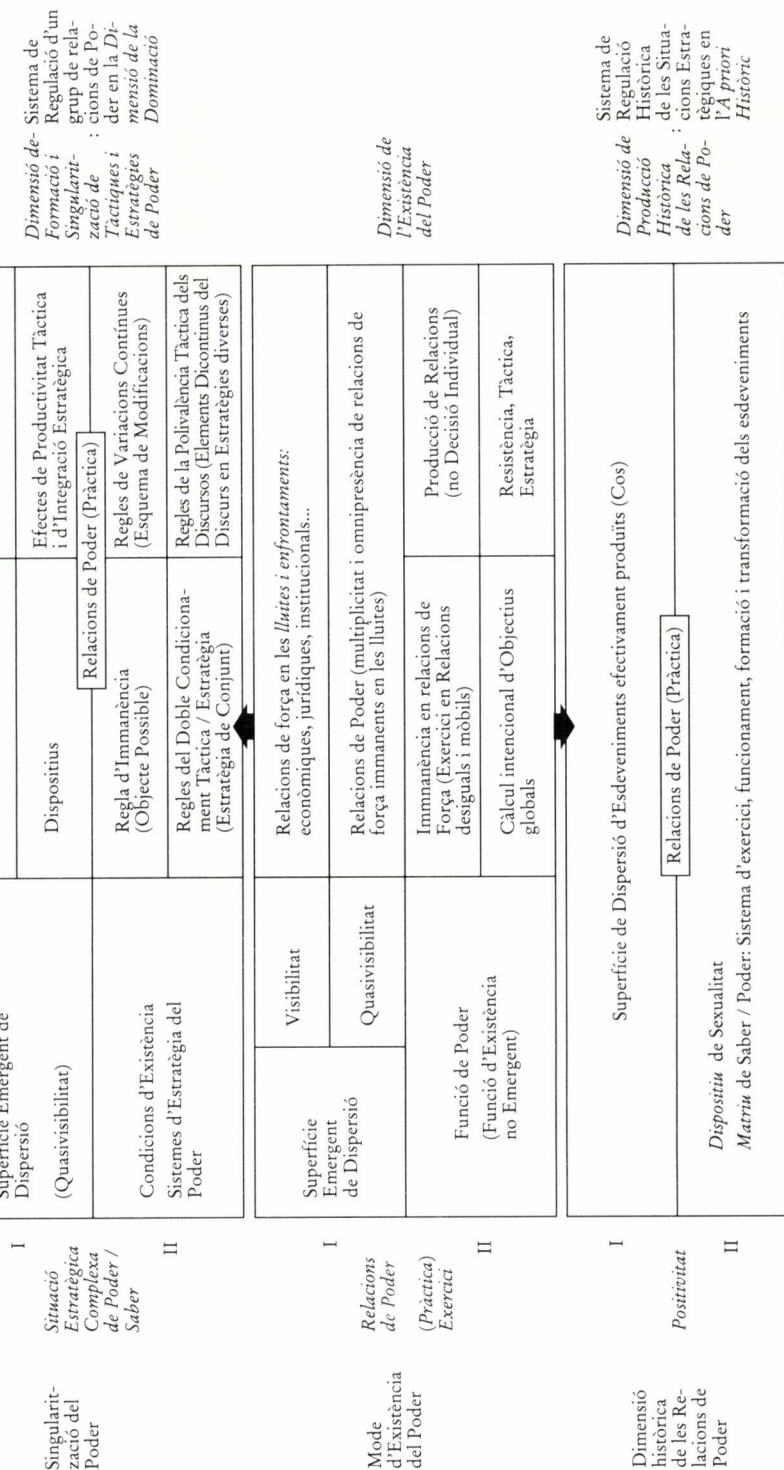 Singularit-
zació del
Poder
Situació
Estratègica
Complexa
de Poder /
Saber
I
II
Superfície Emergent de
Dispersió
(Quasivisibilitat)
Condicions d'Existència
Sistemes d'Estratègia del
Poder
Dispositius
Efectes de Productivitat Tàctica
i d'Integració Estratègica
Relacions de Poder (Pràctica)
Regla d'Immanència
(Objecte Possible)
Regles de Variacions Contínues
(Esquema de Modificacions)
Regles del Doble Condiciona-
ment Tàctica / Estratègia
(Estratègia de Conjunt)
Regles de la Polivalència Tàctica dels
Discursos (Elements Dicontinus del
Discurs en Estratègies diverses)
Dimensió de-
Formació i
Singularit-
zació de
Tàctiques i
Estratègies
de Poder
:
Sistema de
Regulació d'un
grup de rela-
cions de Po-
der en la Di-
mensió de la
Dominació
Mode
d'Existència
del Poder
Relacions
de Poder
(Pràctica)
Exercici
I
II
Superfície
Emergent
de Dispersió
Visibilitat
Quasivisibilitat
Relacions de força en les lluites i enfrontaments:
econòmiques, jurídiques, institucionals...
Relacions de Poder (multiplicitat i omnipresència de relacions de
força immanents en les lluites)
Funció de Poder
(Funció d'Existència
no Emergent)
Immnanència en relacions de
Força (Exercici en Relacions
desiguals i mòbils)
Producció de Relacions
(no Decisió Individual)
Càlcul intencional d'Objectius
globals
Resistència, Tàctica,
Estratègia
Dimensió de
l'Existència
del Poder
Dimensió
històrica
de les Re-
lacions de
Poder
Positivitat
I
II
Superfície de Dispersió d'Esdeveniments efectivament produïts (Cos)
Relacions de Poder (Pràctica)
Dispositiu de Sexualitat
Matriu de Saber / Poder: Sistema d'exercici, funcionament, formació i transformació dels esdeveniments
Dimensió de
Producció
Històrica
de les Rela-
cions de Po-
der
:
Sistema de
Regulació
Històrica
de les Situa-
cions Estra-
tègiques en
l'A priori
Històric